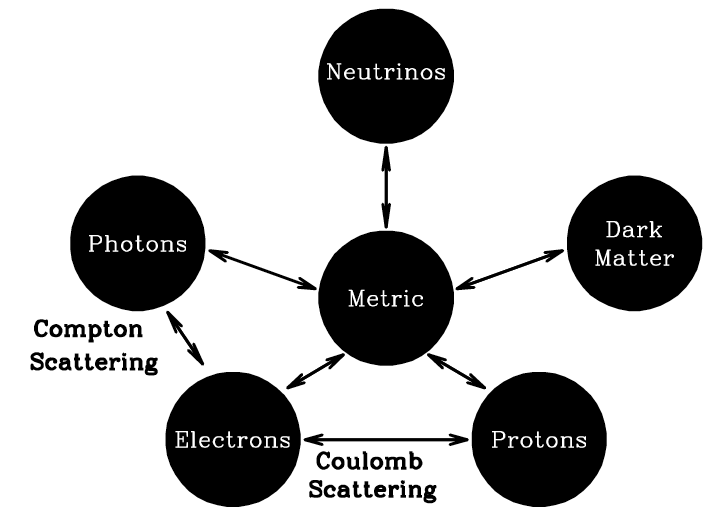 Neutrinos
Photons
Dark
Matter
Metric
Compton
Scattering
Electrons
Protons
Coulomb
Scattering